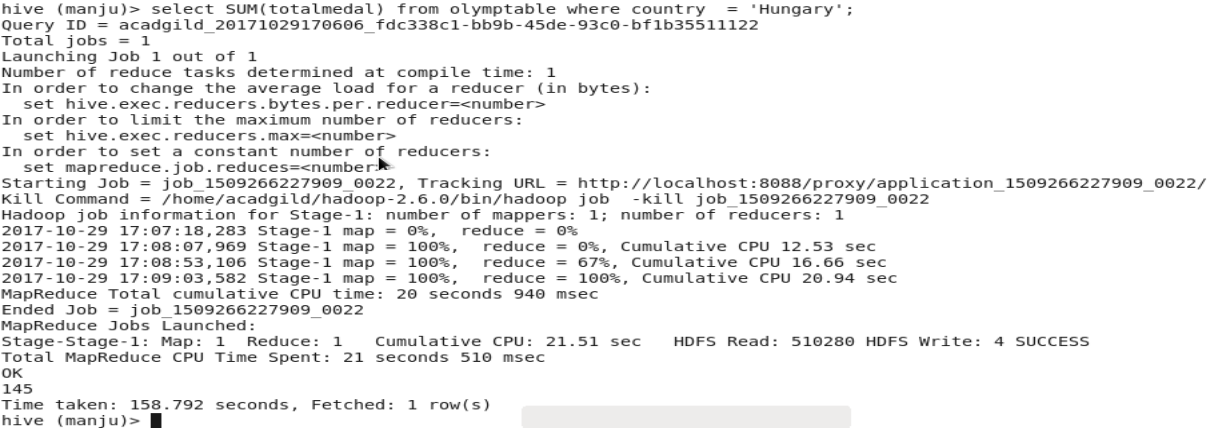 hive (manju)> select SUM(totalmedal) from olymptable where country  = 'Hungary';
Query ID = acadgild_20171029170606_fdc338c1-bb9b-45de-93c0-bf1b35511122
Total jobs = 1
Launching Job 1 out of 1
Number of reduce tasks determined at compile time: 1
In order to change the average load for a reducer (in bytes):
  set hive.exec.reducers.bytes.per.reducer=<number>
In order to limit the maximum number of reducers:
  set hive.exec.reducers.max=<number>
In order to set a constant number of reducers:
  set mapreduce.job.reduces=<number>
Starting Job = job_1509266227909_0022, Tracking URL = http://localhost:8088/proxy/application_1509266227909_0022/
Kill Command = /home/acadgild/hadoop-2.6.0/bin/hadoop job  -kill job_1509266227909_0022
Hadoop job information for Stage-1: number of mappers: 1; number of reducers: 1
2017-10-29 17:07:18,283 Stage-1 map = 0%,  reduce = 0%
2017-10-29 17:08:07,969 Stage-1 map = 100%,  reduce = 0%, Cumulative CPU 12.53 sec
2017-10-29 17:08:53,106 Stage-1 map = 100%,  reduce = 67%, Cumulative CPU 16.66 sec
2017-10-29 17:09:03,582 Stage-1 map = 100%,  reduce = 100%, Cumulative CPU 20.94 sec
MapReduce Total cumulative CPU time: 20 seconds 940 msec
Ended Job = job_1509266227909_0022
MapReduce Jobs Launched:
Stage-Stage-1: Map: 1  Reduce: 1   Cumulative CPU: 21.51 sec   HDFS Read: 510280 HDFS Write: 4 SUCCESS
Total MapReduce CPU Time Spent: 21 seconds 510 msec
OK
145
Time taken: 158.792 seconds, Fetched: 1 row(s)
hive (manju)>